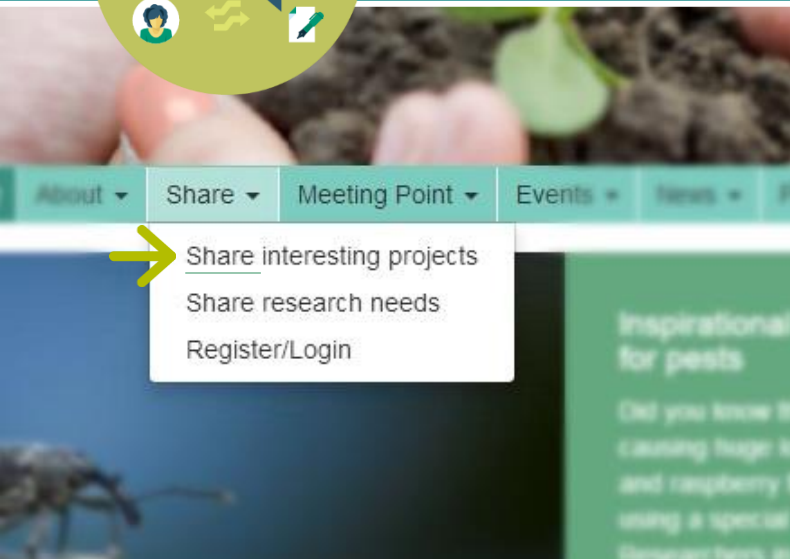 About
Share
Meeting Point
Events
News
Share interesting projects
Share research needs
Register/Login
Inspirational
for pests
Did you know
causing huge
and raspberry
using a special